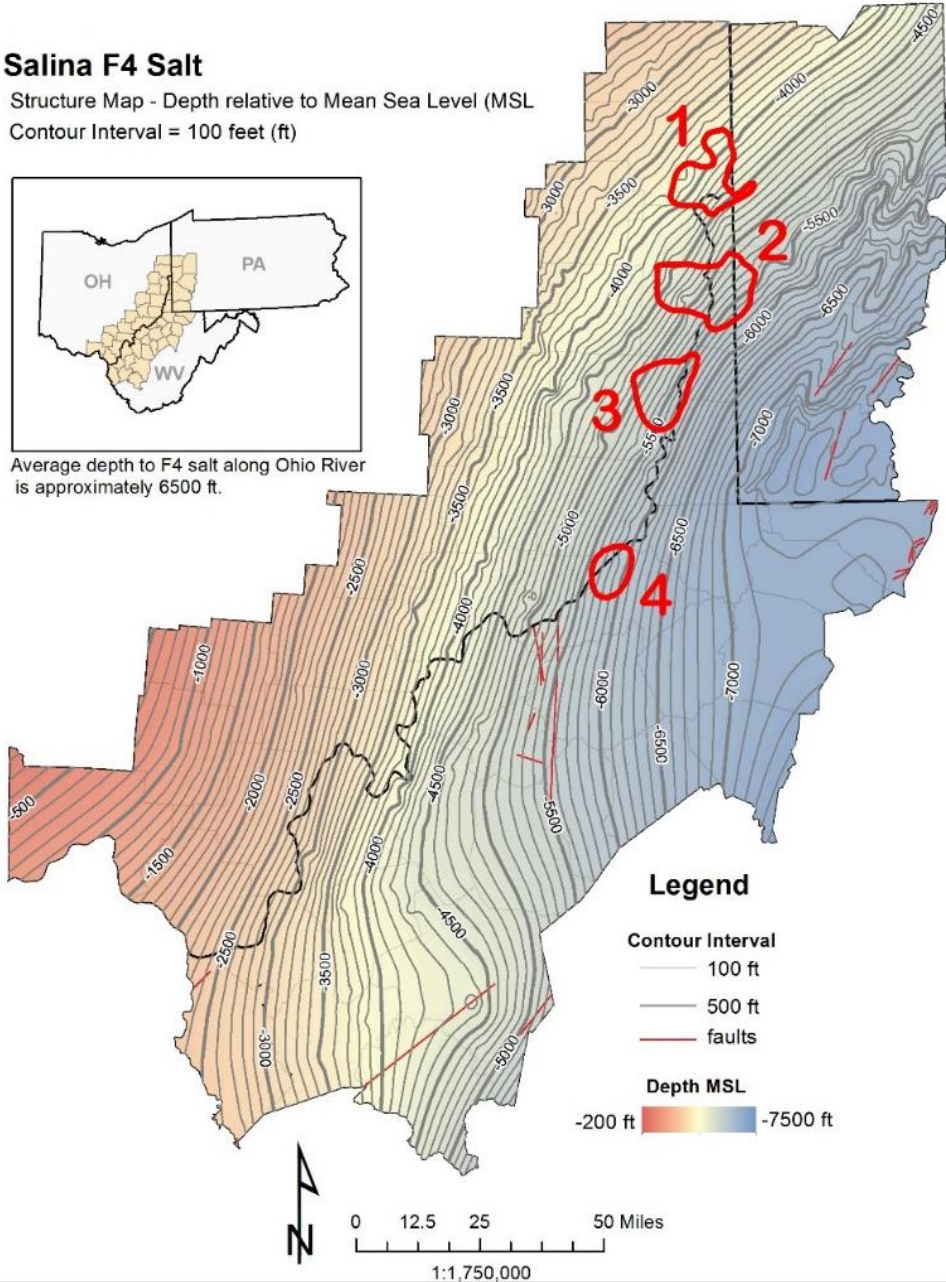 Salina F4 Salt
Structure Map - Depth relative to Mean Sea Level (MSL
Contour Interval = 100 feet (ft)
OH
PA
WV
Average depth to F4 salt along Ohio River
is approximately 6500 ft.
-4500
-3000
-4000
1
-3500
-3000
2
-5500
-4000
-6500
-6000
-3500
-3000
3
-5500
-7000
-3500
-5000
-6500
-2500
4
-4000
-1000
-3000
-6000
-7000
-6500
-2000
-2500
-4500
-500
-5500
-1500
-4000
-4500
-2500
-3500
-3000
-5000
Legend
Contour Interval
100 ft
500 ft
faults
Depth MSL
-200 ft
-7500 ft
N
0 12.5 25 50 Miles
1:1,750,000